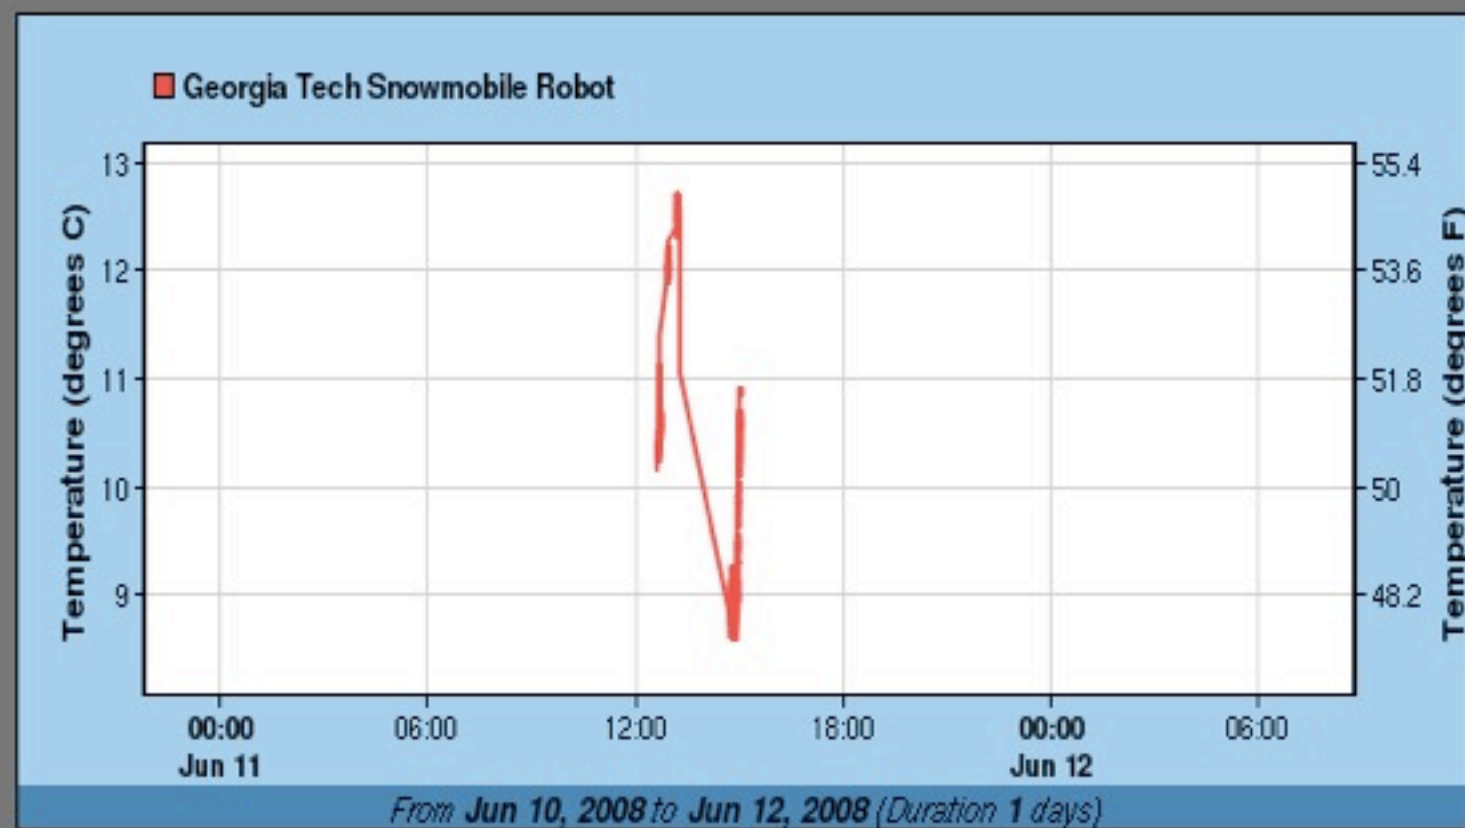 Georgia Tech Snowmobile Robot
13
12
11
10
9
Temperature (degrees C)
55.4
53.6
51.8
50
48.2
Temperature (degrees F)
00:00 06:00 12:00 18:00 00:00 06:00
Jun 11 Jun 12
From Jun 10, 2008 to Jun 12, 2008 (Duration 1 days)